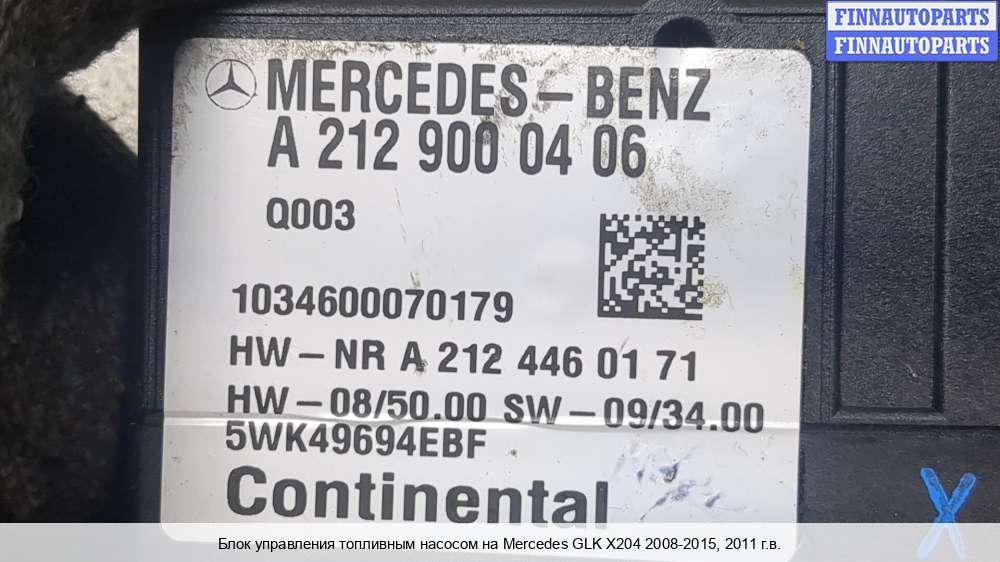 FINNAUTOPARTS
FINNAUTOPARTS
MERCEDES-BENZ
A 212 900 04 06
Q003
1034600070179
HW-NR A 212 446 01 71
HW-08/50.00 SW-09/34.00
5WK49694EBF
Continental
X
Блок управления топливным насосом на Mercedes GLK X204 2008-2015, 2011 г.в.